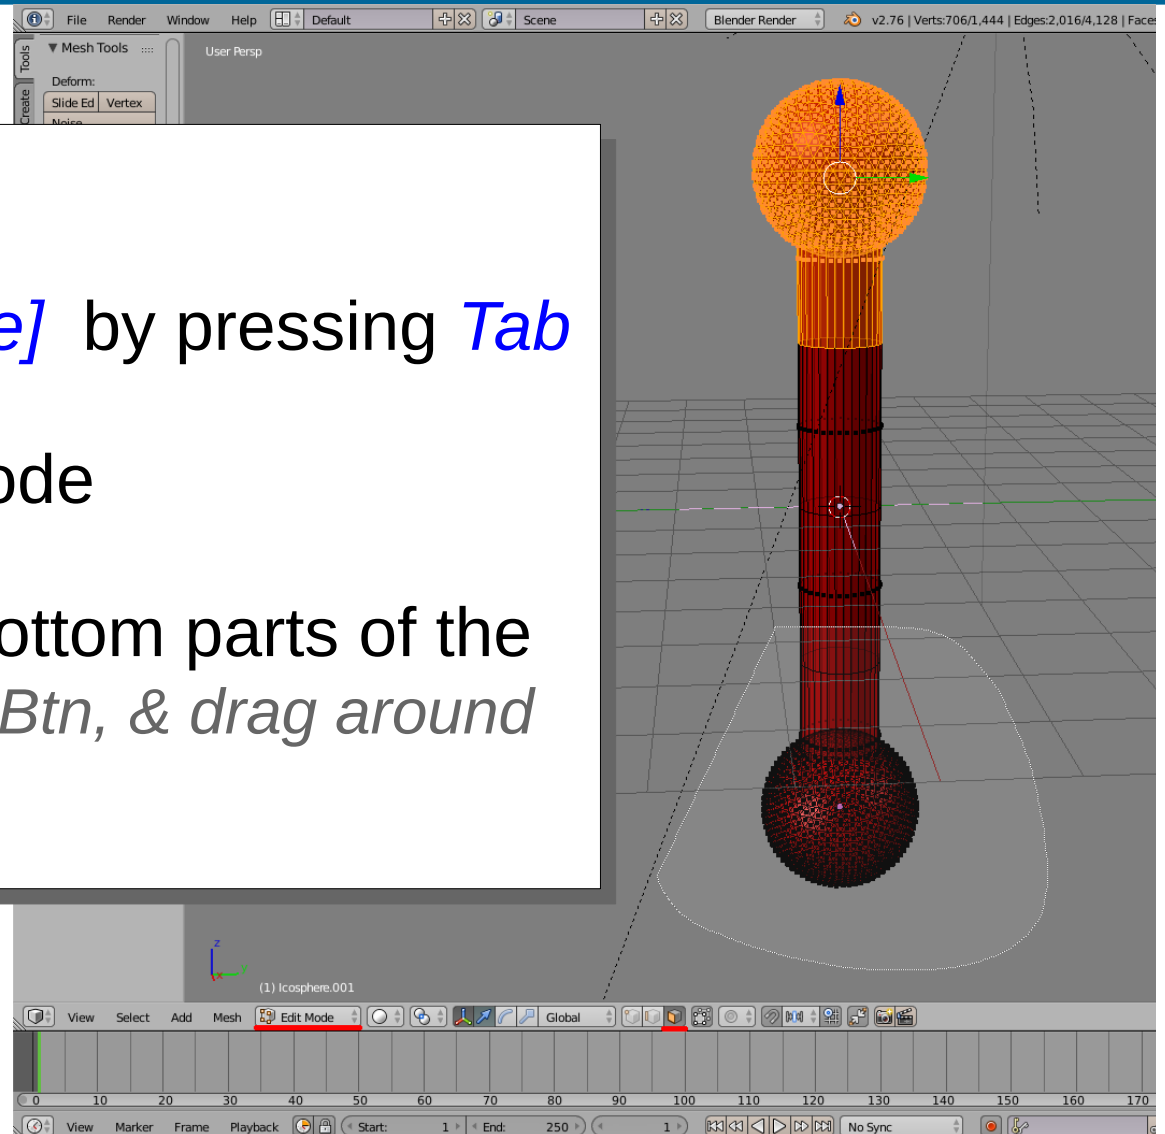 File Render Window Help Default Scene Blender Render v2.76 | Verts:706/1,444 | Edges:2,016/4,128 | Faces
Tools
Mesh Tools
User Persp
Deform:
Create
Slide Ed Vertex
Noise
e] by pressing Tab
ode
ottom parts of the
Btn, & drag around
z
x
(1) Icosphere.001
View Select Add Mesh Edit Mode Global
0 10 20 30 40 50 60 70 80 90 100 110 120 130 140 150 160 170
View Marker Frame Playback Start: 1 End: 250 1 No Sync